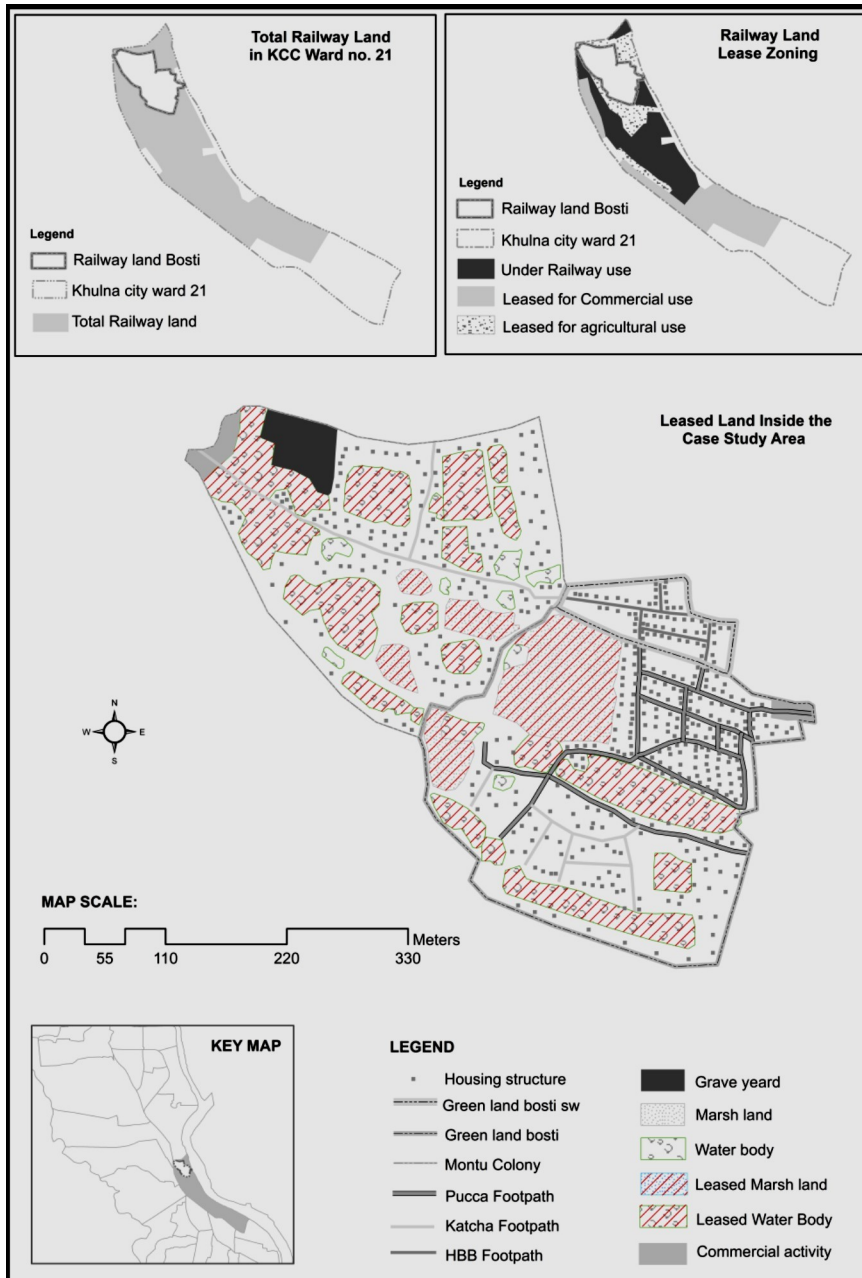 Total Railway Land
in KCC Ward no. 21
Legend
Railway land Bosti
Khulna city ward 21
Total Railway land
Railway Land
Lease Zoning
Legend
Railway land Bosti
Khulna city ward 21
Under Railway use
Leased for Commercial use
Leased for agricultural use
Leased Land Inside the
Case Study Area
N
W E
S
MAP SCALE:
Meters
0 55 110 220 330
KEY MAP
LEGEND
Housing structure
Green land bosti sw
Green land bosti
Montu Colony
Pucca Footpath
Katcha Footpath
HBB Footpath
Grave yeard
Marsh land
Water body
Leased Marsh land
Leased Water Body
Commercial activity